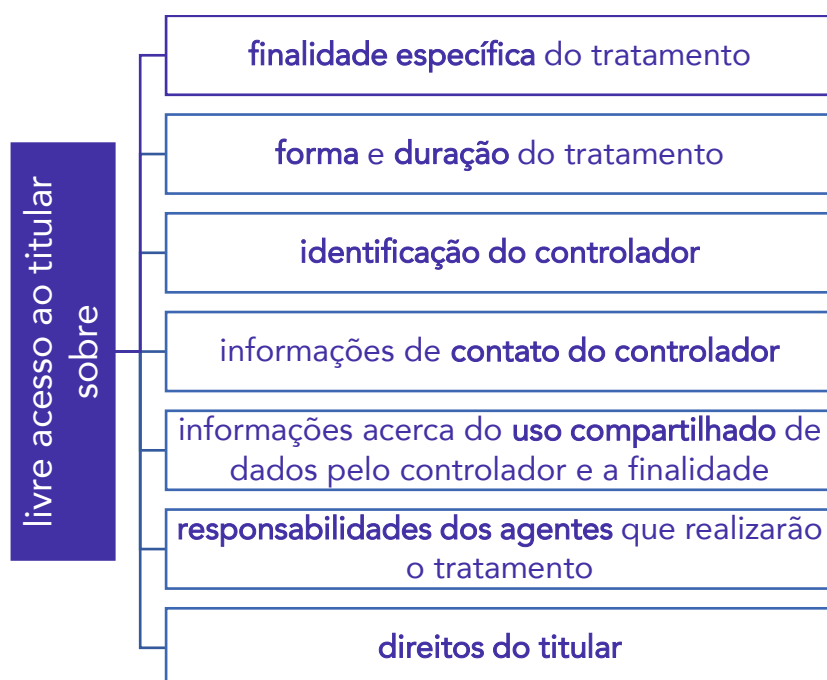 livre acesso ao titular
sobre
finalidade específica do tratamento
forma e duração do tratamento
identificação do controlador
informações de contato do controlador
informações acerca do uso compartilhado de
dados pelo controlador e a finalidade
responsabilidades dos agentes que realizarão
o tratamento
direitos do titular